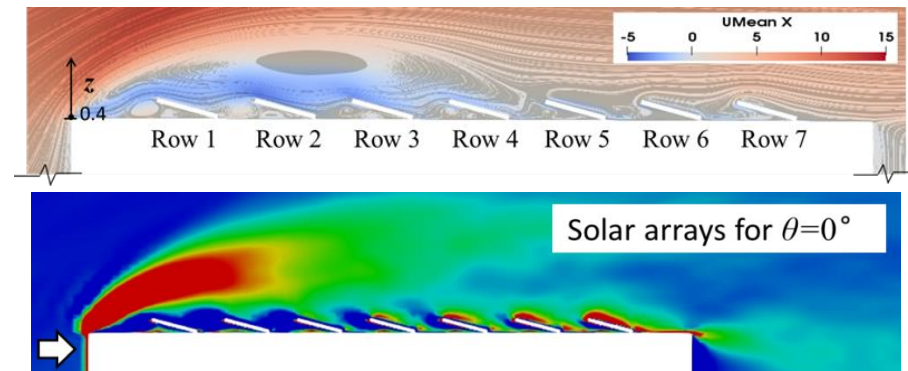 UMean X
-5 0 5 10 15
z
0.4
Row 1 Row 2 Row 3 Row 4 Row 5 Row 6 Row 7
Solar arrays for θ=0°